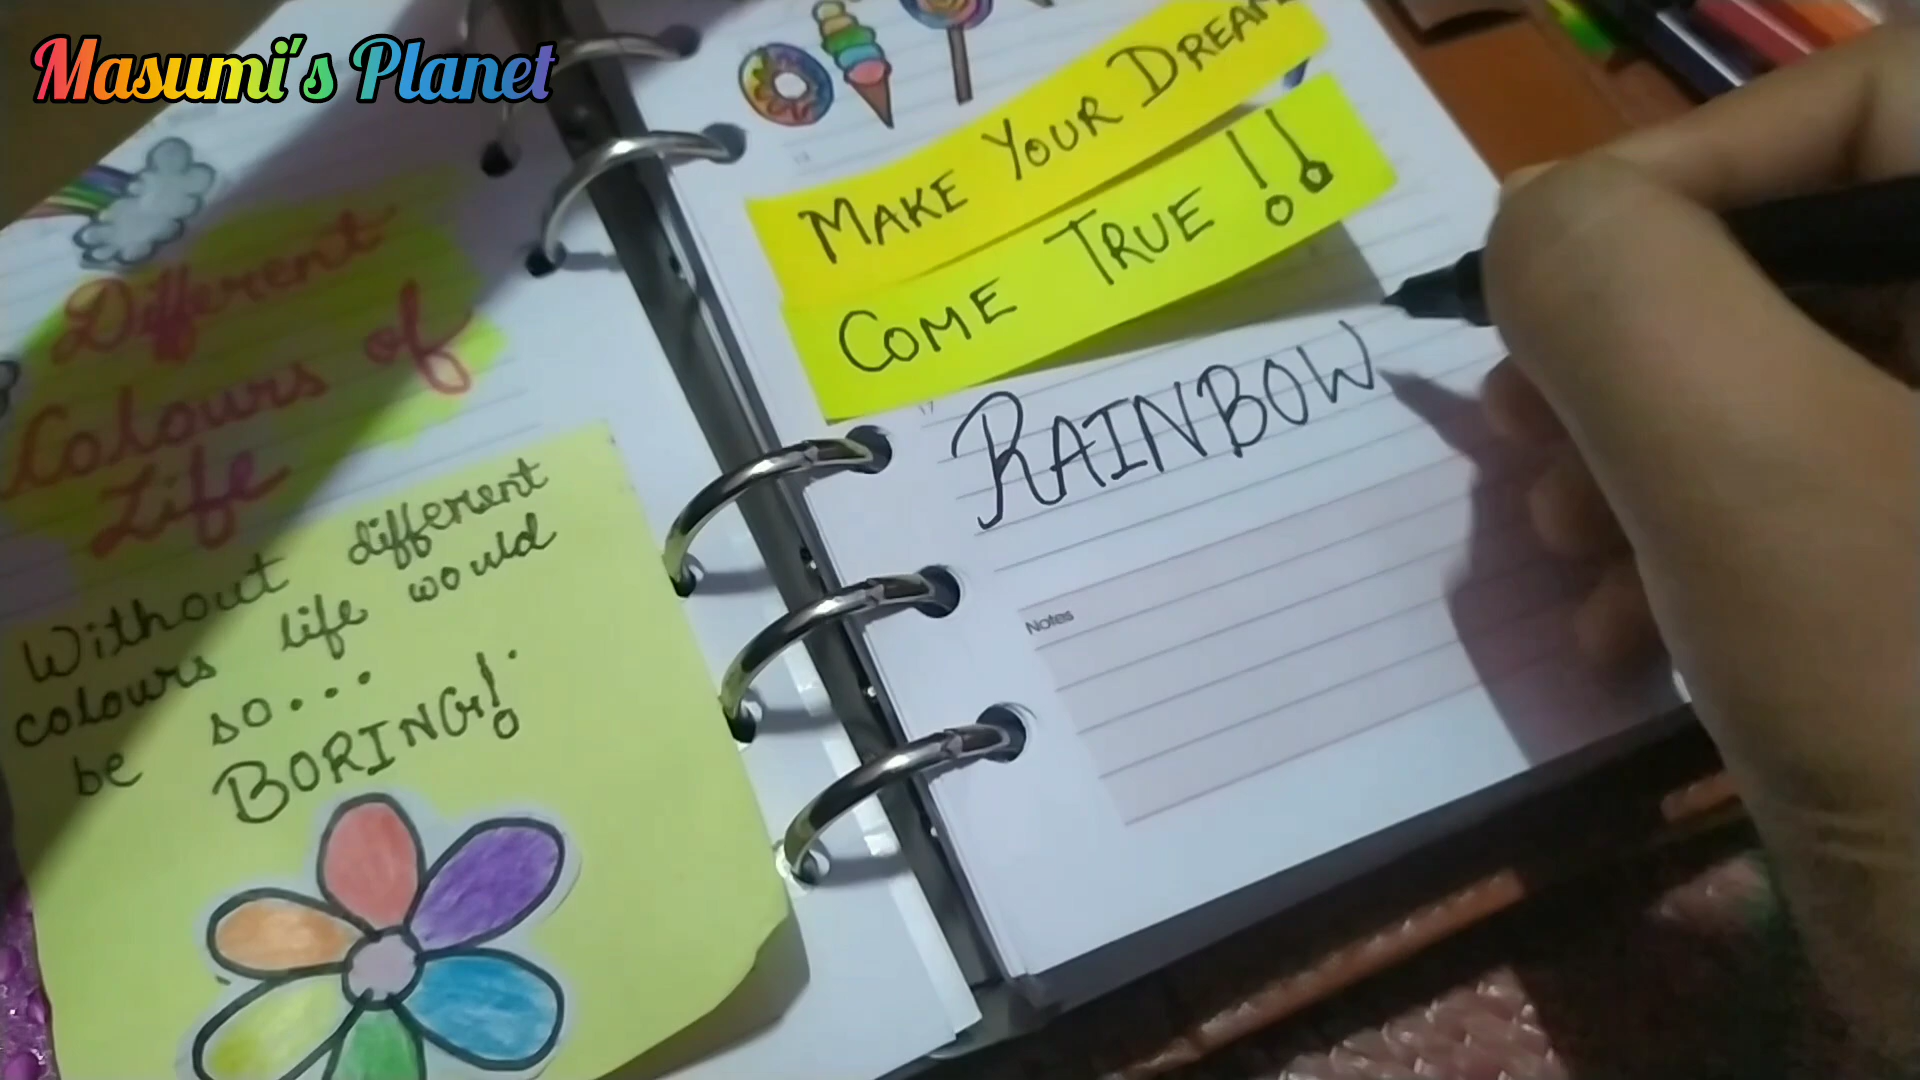 Masumi's Planet
Different
Colours of
Life
Without different
colours life would
be so...
BORING!
MAKE YOUR DREAM
COME TRUE!!
17
RAINBOW
Notes